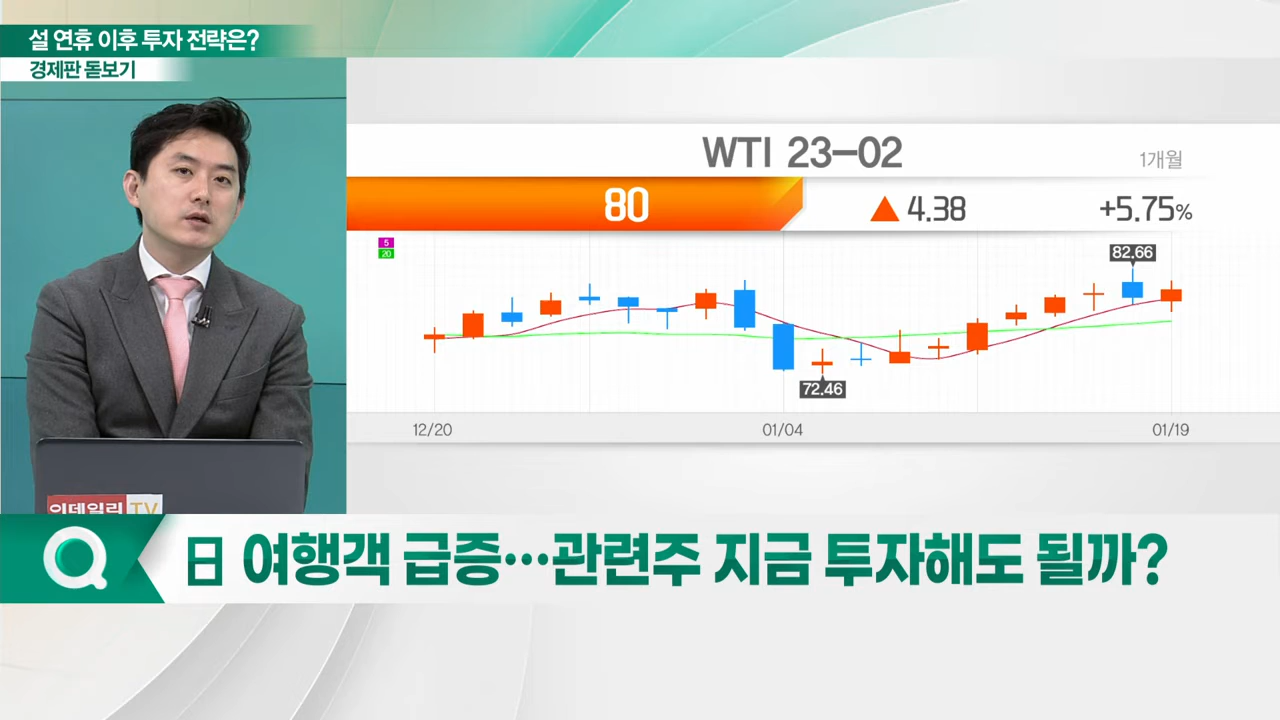 설 연휴 이후 투자 전략은?
경제판 돋보기
WTI 23-02
1개월
80 ▲ 4.38 +5.75%
5
20
82.66
72.46
12/20 01/04 01/19
이데일리 TV
Q 日 여행객 급증…관련주 지금 투자해도 될까?